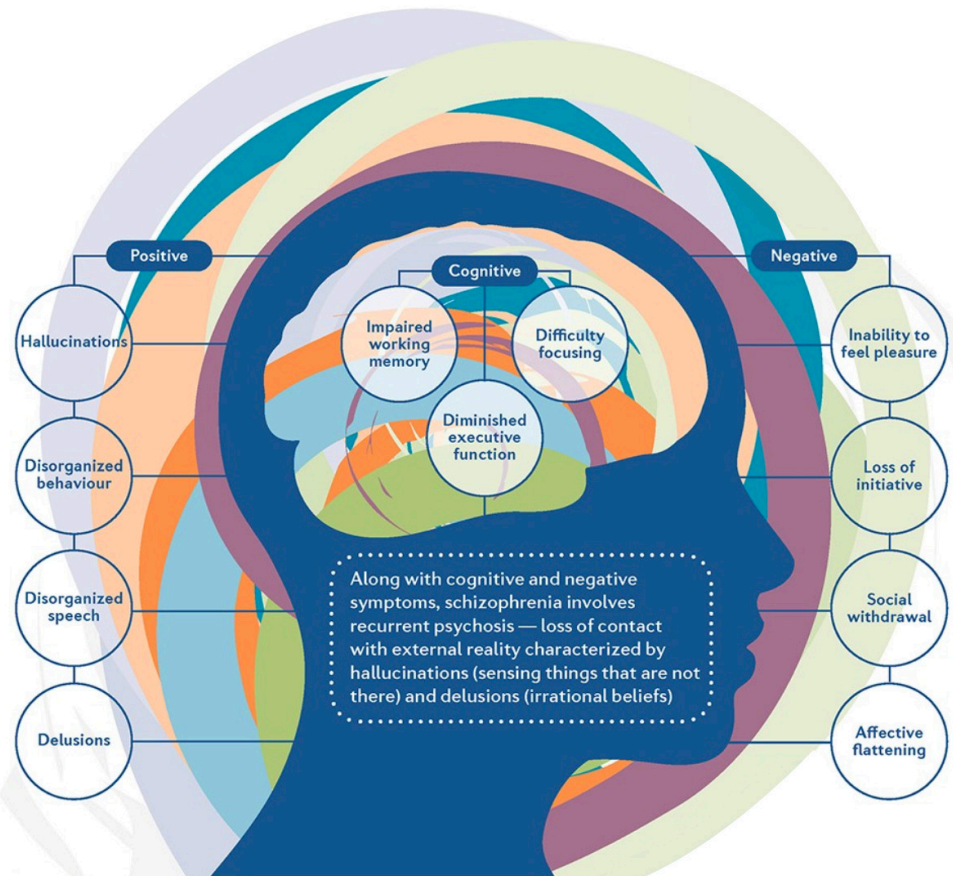 Positive
Hallucinations
Disorganized
behaviour
Disorganized
speech
Delusions
Cognitive
Impaired
working
memory
Difficulty
focusing
Diminished
executive
function
Negative
Inability to
feel pleasure
Loss of
initiative
Social
withdrawal
Affective
flattening
Along with cognitive and negative
symptoms, schizophrenia involves
recurrent psychosis — loss of contact
with external reality characterized by
hallucinations (sensing things that are not
there) and delusions (irrational beliefs)